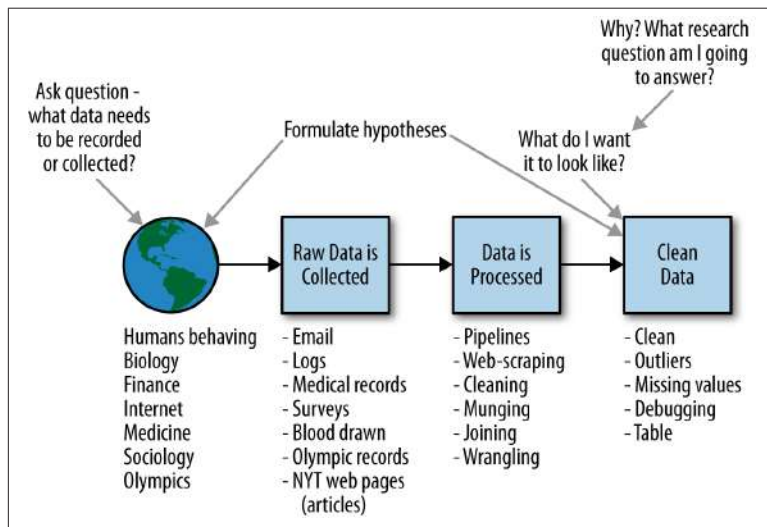 Why? What research
question am I going
to answer?
Ask question -
what data needs
to be recorded
or collected?
Formulate hypotheses
What do I want
it to look like?
Raw Data is
Collected
Data is
Processed
Clean
Data
Humans behaving
Biology
Finance
Internet
Medicine
Sociology
Olympics
- Email
- Logs
- Medical records
- Surveys
- Blood drawn
- Olympic records
- NYT web pages
(articles)
- Pipelines
- Web-scraping
- Cleaning
- Munging
- Joining
- Wrangling
- Clean
- Outliers
- Missing values
- Debugging
- Table